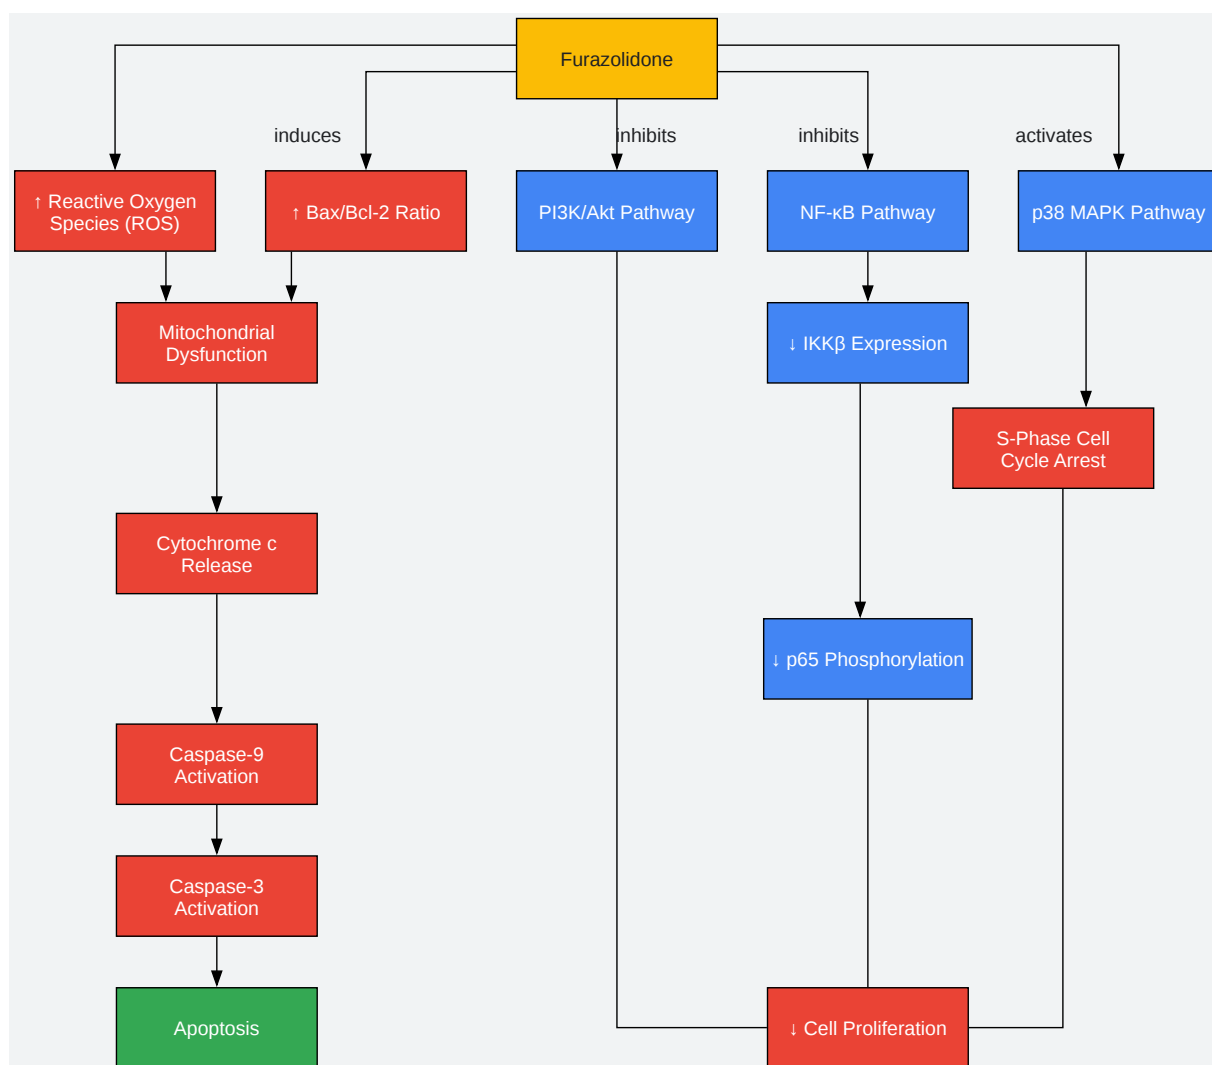 Furazolidone
induces
inhibits
inhibits
activates
↑ Reactive Oxygen
Species (ROS)
↑ Bax/Bcl-2 Ratio
PI3K/Akt Pathway
NF-κB Pathway
p38 MAPK Pathway
Mitochondrial
Dysfunction
↓ IKKβ Expression
S-Phase Cell
Cycle Arrest
Cytochrome c
Release
↓ p65 Phosphorylation
Caspase-9
Activation
Caspase-3
Activation
Apoptosis
↓ Cell Proliferation